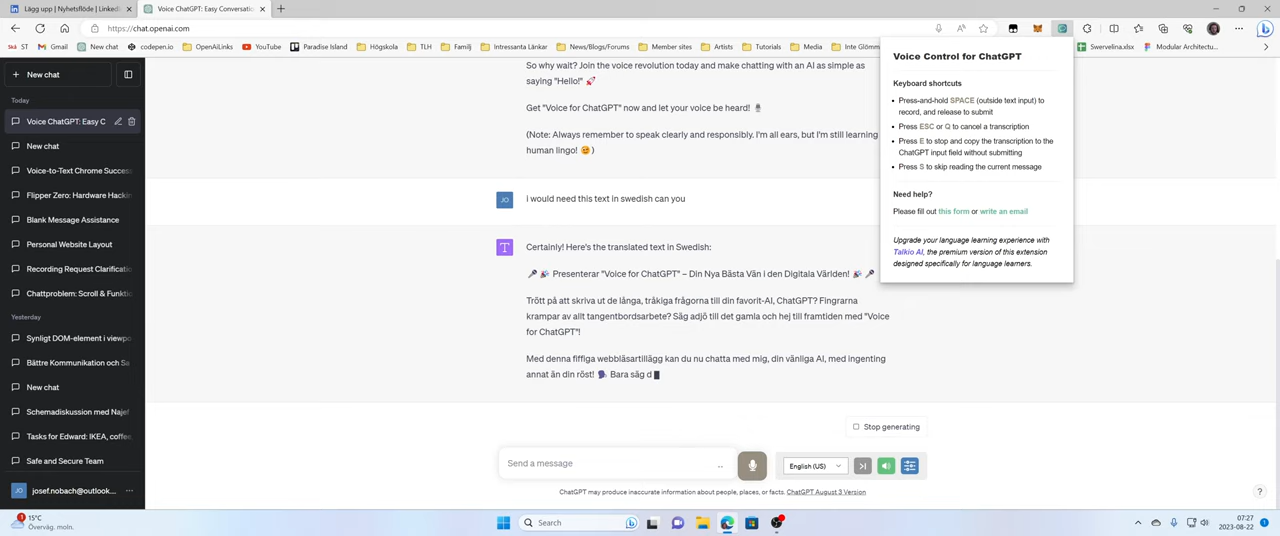 Lägg upp | Nyhetsflöde | LinkedI
Voice ChatGPT: Easy Conversatio
https://chat.openai.com
Skil ST
Gmail
New chat
codepen.io
OpenAiLinks
YouTube
Paradise Island
Högskola
TLH
Familj
Intressanta Länkar
News/Blogs/Forums
Member sites
Artists
Tutorials
Inte Glömm
Swervelina.xlsx
Modular Architectu...
New chat
Today
Voice ChatGPT: Easy C
New chat
Voice-to-Text Chrome Success
Flipper Zero: Hardware Hackin
Blank Message Assistance
Personal Website Layout
Recording Request Clarificatio
Chattproblem: Scroll & Funktio
Yesterday
Synligt DOM-element i viewpo
Bättre Kommunikation och Sa
New chat
Schemadiskussion med Najef
Tasks for Edward: IKEA, coffee,
Safe and Secure Team
JO josef.nobach@outlook....
So why wait? Join the voice revolution today and make chatting with an AI as simple as
saying "Hello!" 🚀
Get "Voice for ChatGPT" now and let your voice be heard! 🎙️
(Note: Always remember to speak clearly and responsibly. I'm all ears, but I'm still learning
human lingo! 😉)
JO i would need this text in swedish can you
T Certainly! Here's the translated text in Swedish:
🎤 🎉 Presenterar "Voice for ChatGPT" – Din Nya Bästa Vän i den Digitala Världen! 🎉 🎤
Trött på att skriva ut de långa, tråkiga frågorna till din favorit-AI, ChatGPT? Fingrarna
krampar av allt tangentbordsarbete? Säg adjö till det gamla och hej till framtiden med "Voice
for ChatGPT"!
Med denna fiffiga webbläsartillägg kan du nu chatta med mig, din vänliga AI, med ingenting
annat än din röst! 🗣️ Bara säg d
Stop generating
Send a message
English (US)
ChatGPT may produce inaccurate information about people, places, or facts. ChatGPT August 3 Version
?
Voice Control for ChatGPT
Keyboard shortcuts
• Press-and-hold SPACE (outside text input) to
record, and release to submit
• Press ESC or Q to cancel a transcription
• Press E to stop and copy the transcription to the
ChatGPT input field without submitting
• Press S to skip reading the current message
Need help?
Please fill out this form or write an email
Upgrade your language learning experience with
Talkio AI, the premium version of this extension
designed specifically for language learners.
1
15°C
Överväg. moln.
Search
07:27
2023-08-22
1